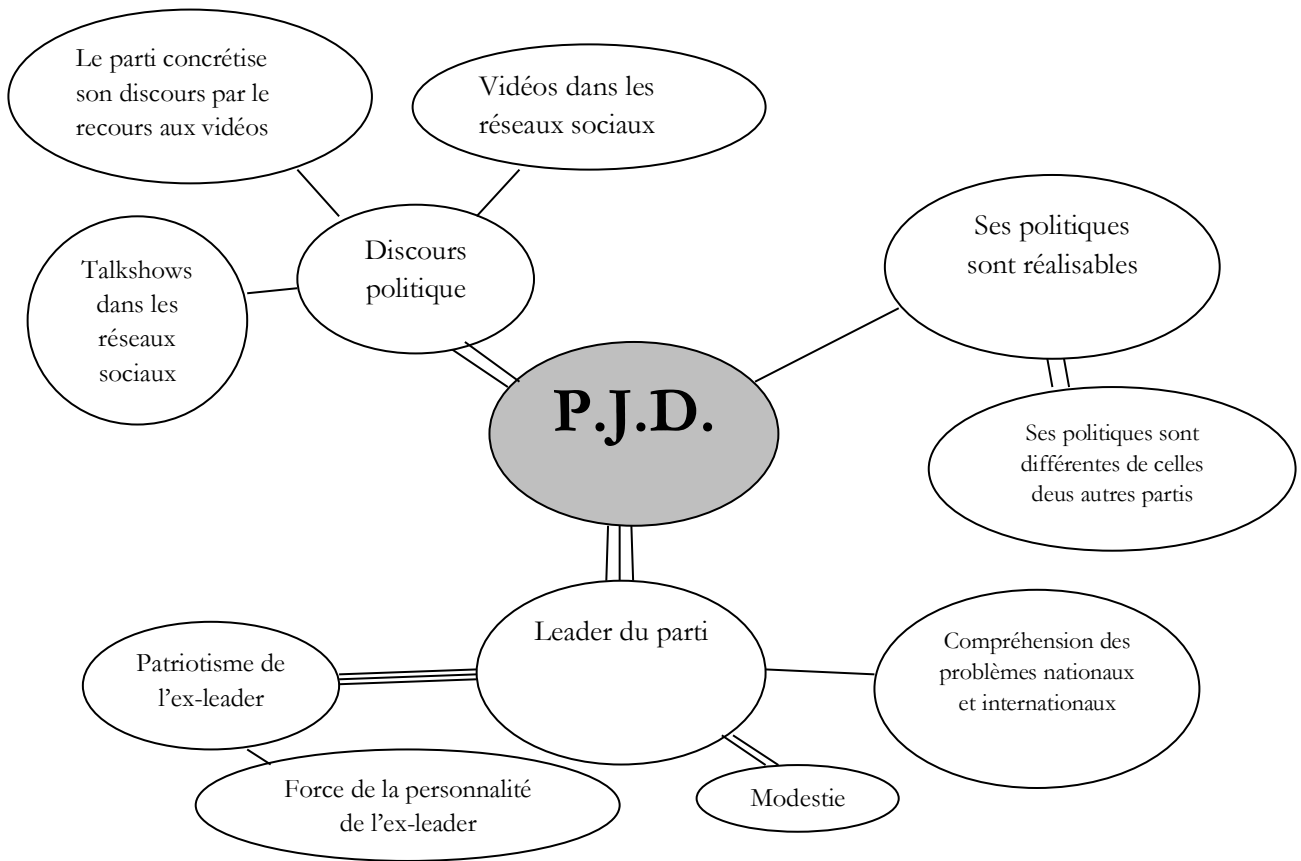 Le parti concrétise
son discours par le
recours aux vidéos
Vidéos dans les
réseaux sociaux
Talkshows
dans les
réseaux
sociaux
Discours
politique
Ses politiques
sont réalisables
P.J.D.
Ses politiques sont
différentes de celles
deus autres partis
Leader du parti
Patriotisme de
l’ex-leader
Force de la personnalité
de l’ex-leader
Modestie
Compréhension des
problèmes nationaux
et internationaux